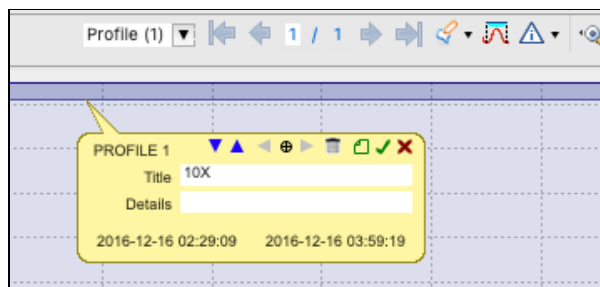 Profile (1)
1 / 1
PROFILE 1
Title 10X
Details
2016-12-16 02:29:09 2016-12-16 03:59:19